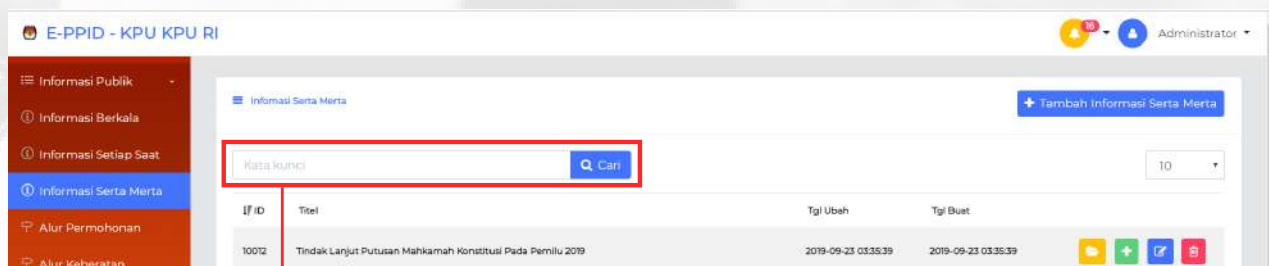 E-PPID - KPU KPU RI
16
Administrator
Informasi Publik
Informasi Berkala
Informasi Setiap Saat
Informasi Serta Merta
Alur Permohonan
Alur Keberatan
Infomasi Serta Merta
+ Tambah Informasi Serta Merta
Kata kunci
Cari
10
ID Titel Tgl Ubah Tgl Buat
10012 Tindak Lanjut Putusan Mahkamah Konstitusi Pada Pemilu 2019 2019-09-23 03:35:39 2019-09-23 03:35:39